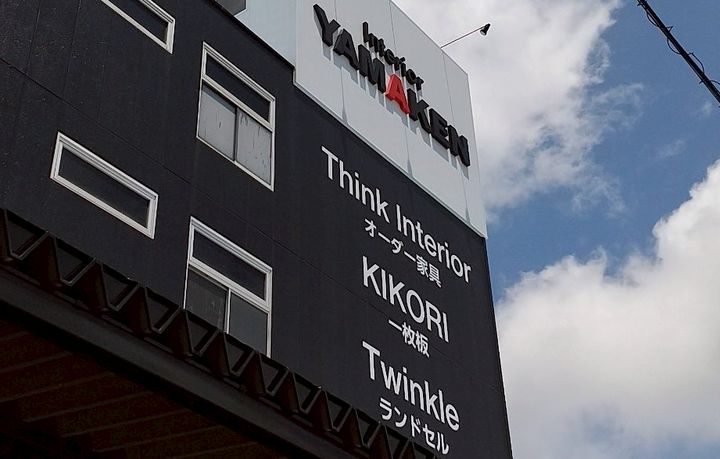 Interior
YAMAKEN
Think Interior
オーダー家具
KIKORI
一枚板
Twinkle
ランドセル